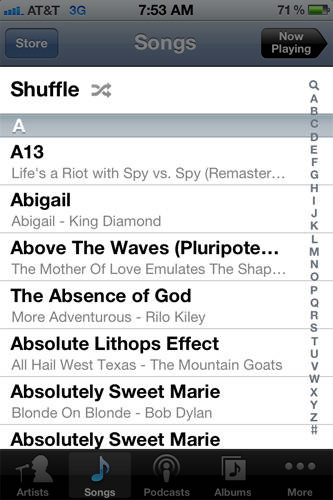 AT&T 3G 7:53 AM 71 %
Store
Songs
Now Playing
Shuffle
A
A13
Life's a Riot with Spy vs. Spy (Remaster…
Abigail
Abigail - King Diamond
Above The Waves (Pluripote…
The Mother Of Love Emulates The Shap…
The Absence of God
More Adventurous - Rilo Kiley
Absolute Lithops Effect
All Hail West Texas - The Mountain Goats
Absolutely Sweet Marie
Blonde On Blonde - Bob Dylan
Absolutely Sweet Marie
A
B
C
D
E
F
G
H
I
J
K
L
M
N
O
P
Q
R
S
T
U
V
W
X
Y
Z
#
Artists
Songs
Podcasts
Albums
More